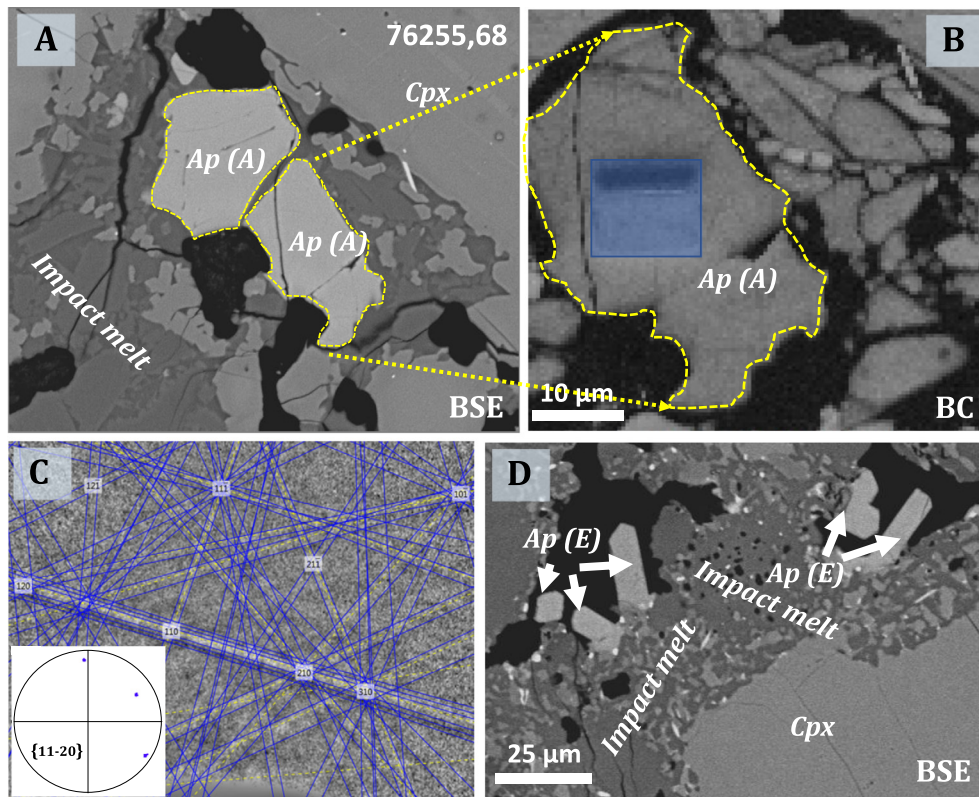 A
76255,68
Cpx
Ap (A)
Ap (A)
Impact melt
BSE
B
Ap (A)
10 µm
BC
C
121
111
101
211
120
110
210
310
{11-20}
D
Ap (E)
Ap (E)
Impact melt
Impact melt
Cpx
25 µm
BSE